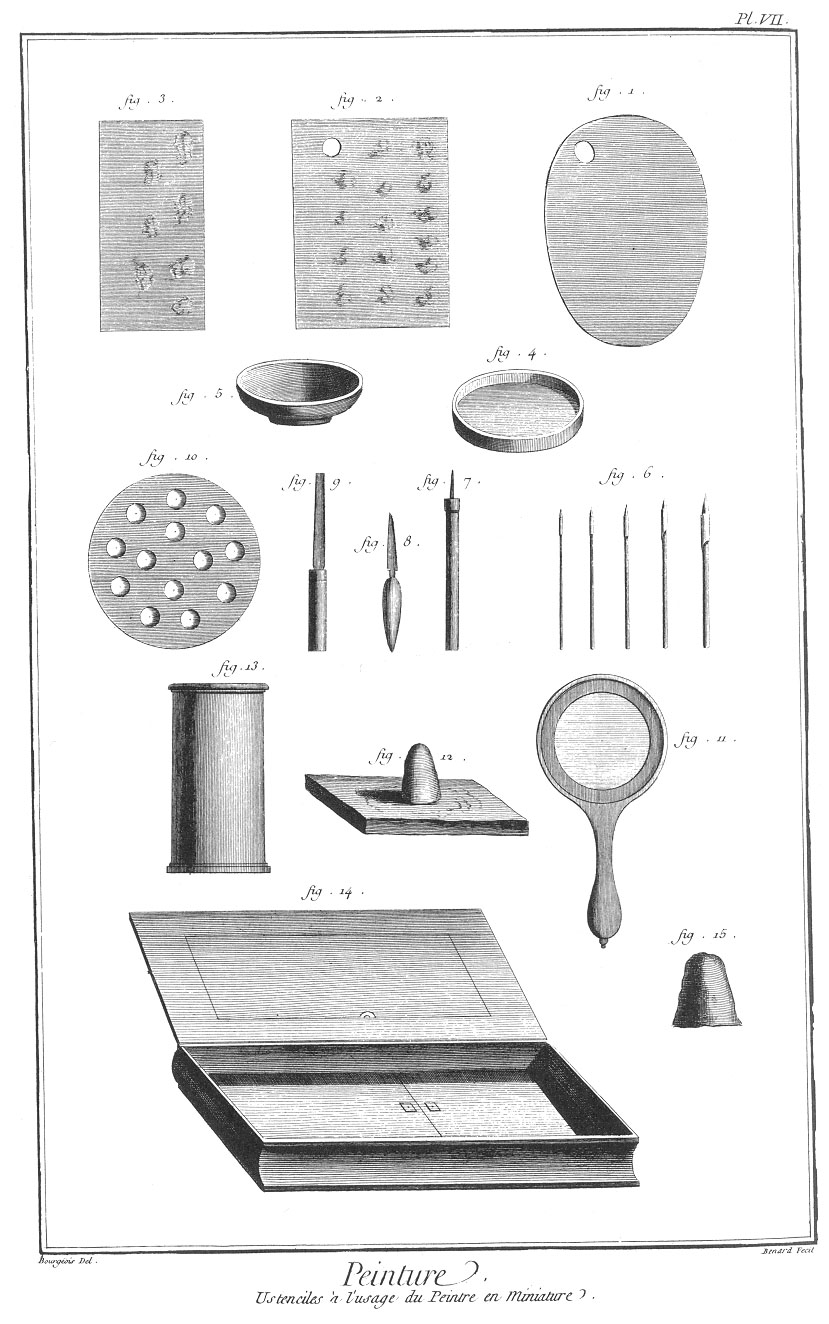 Pl. VII.
fig. 3.
fig. 2.
fig. 1.
fig. 5.
fig. 4.
fig. 10.
fig. 9.
fig. 8.
fig. 7.
fig. 6.
fig. 13.
fig. 12.
fig. 11.
fig. 14.
fig. 15.
Bourgeois Del.
Benard Fecit
Peinture.
Ustenciles à l'usage du Peintre en Miniature.